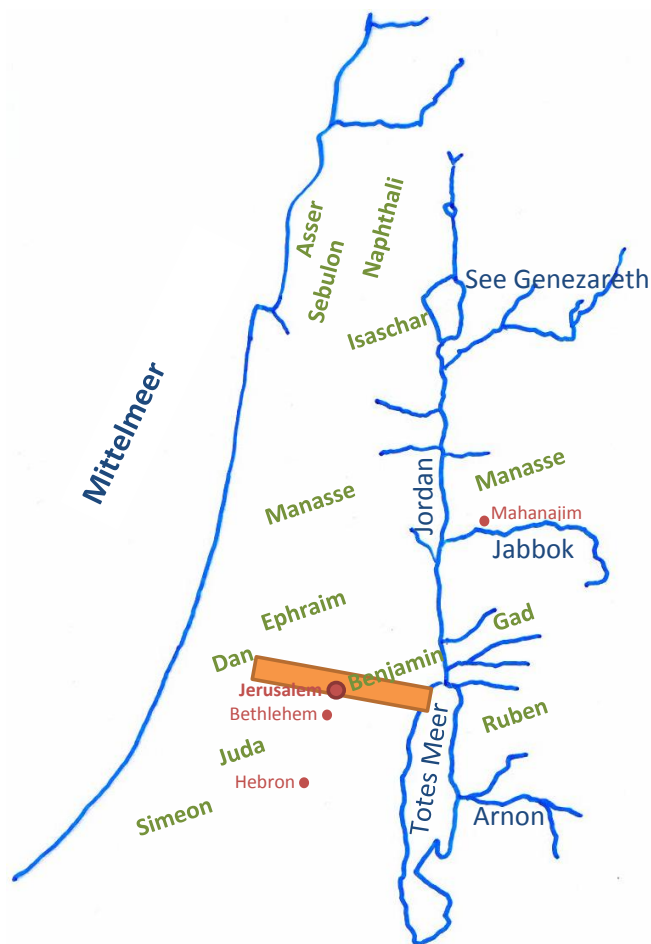 Asser
Sebulon
Naphthali
See Genezareth
Isaschar
Mittelmeer
Manasse
Jordan
Manasse
Mahanajim
Jabbok
Ephraim
Gad
Dan
Benjamin
Jerusalem
Bethlehem
Ruben
Juda
Totes Meer
Hebron
Simeon
Arnon